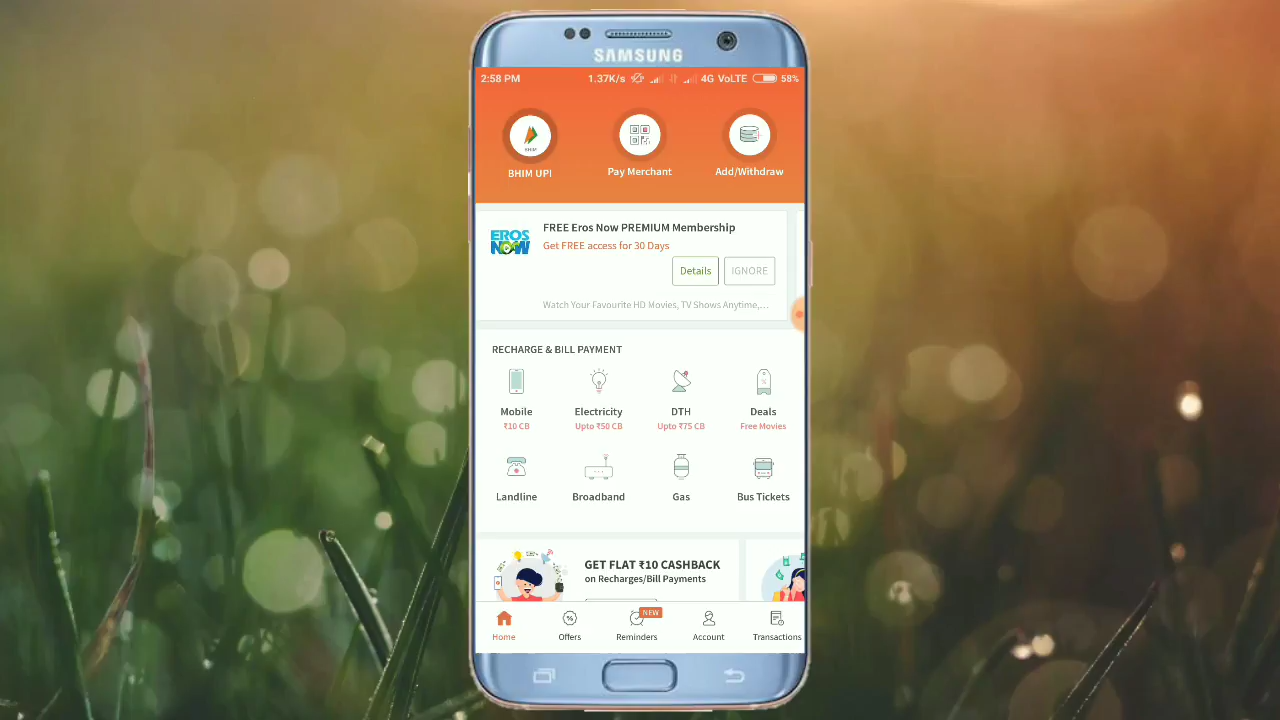 SAMSUNG
2:58 PM 1.37K/s 4G VoLTE 58%
BHIM
BHIM UPI Pay Merchant Add/Withdraw
EROS NOW
FREE Eros Now PREMIUM Membership
Get FREE access for 30 Days
Details IGNORE
Watch Your Favourite HD Movies, TV Shows Anytime,...
RECHARGE & BILL PAYMENT
Mobile Electricity DTH Deals
₹10 CB Upto ₹50 CB Upto ₹75 CB Free Movies
Landline Broadband Gas Bus Tickets
GET FLAT ₹10 CASHBACK
on Recharges/Bill Payments
NEW
Home Offers Reminders Account Transactions